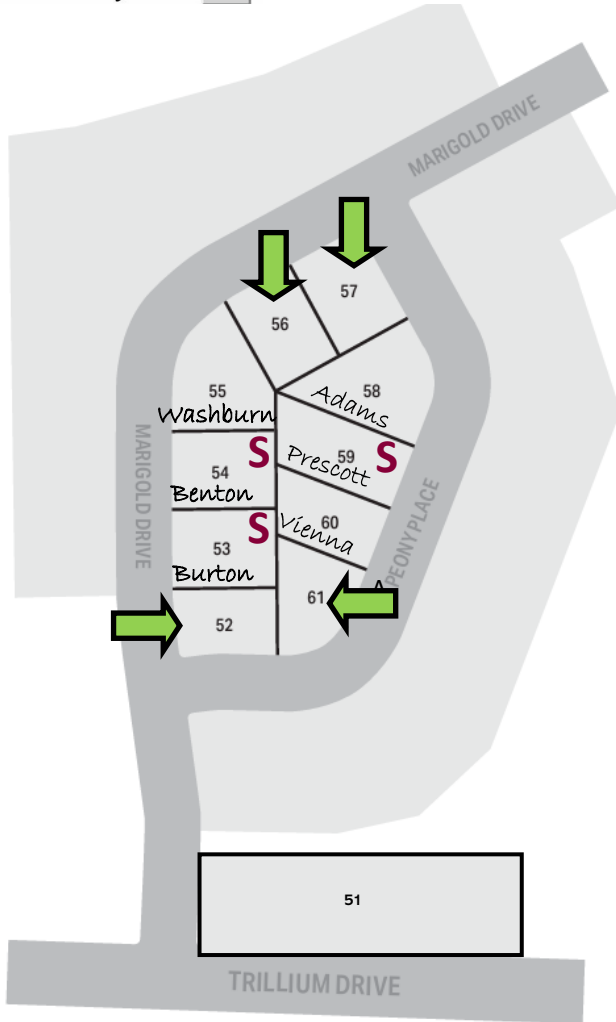 MARIGOLD DRIVE
57
56
55
58
Adams
Washburn
S
59
S
Prescott
54
Benton
S
Vienna
60
53
Burton
MARIGOLD DRIVE
PEONY PLACE
61
52
51
TRILLIUM DRIVE